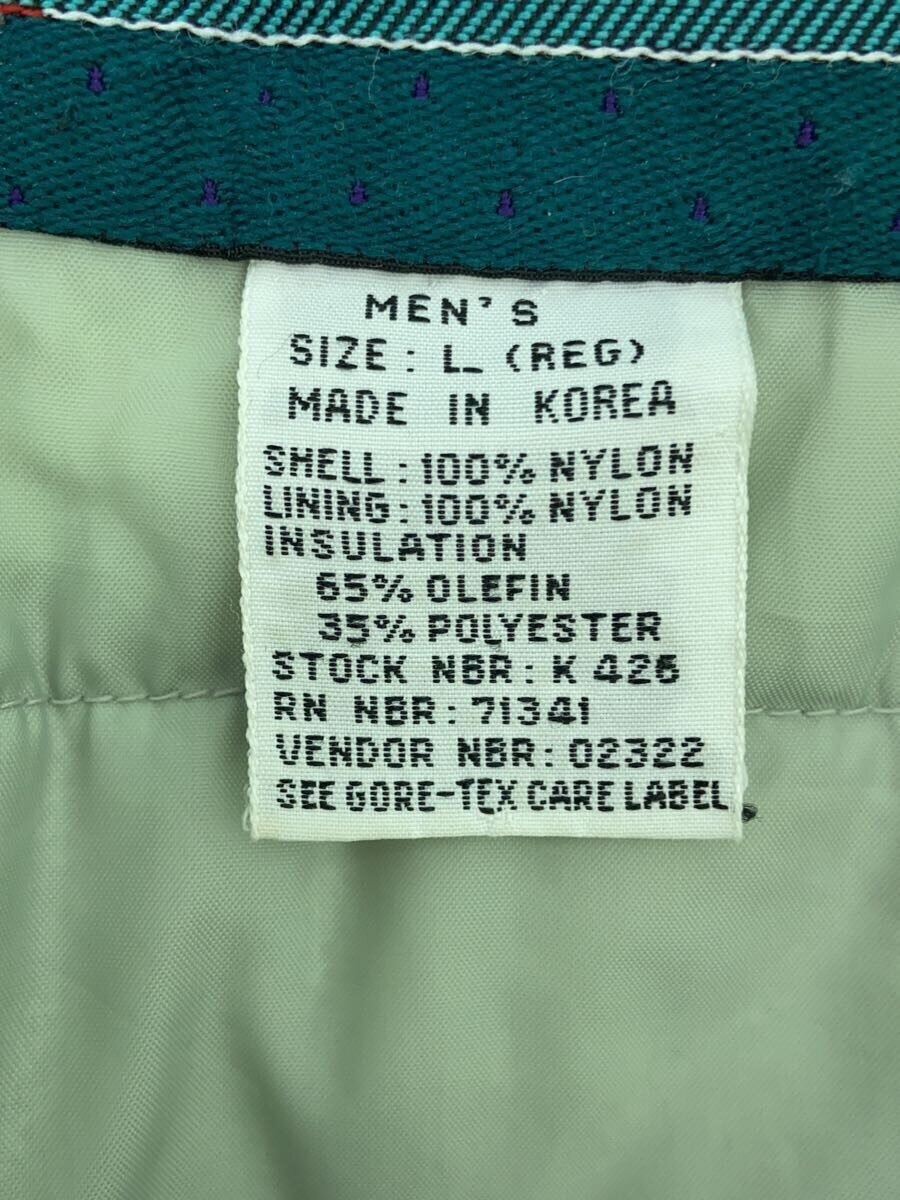 MEN'S
SIZE: L (REG)
MADE IN KOREA
SHELL: 100% NYLON
LINING: 100% NYLON
INSULATION
65% OLEFIN
35% POLYESTER
STOCK NBR: K 426
RN NBR: 71341
VENDOR NBR: 02322
SEE GORE-TEX CARE LABEL